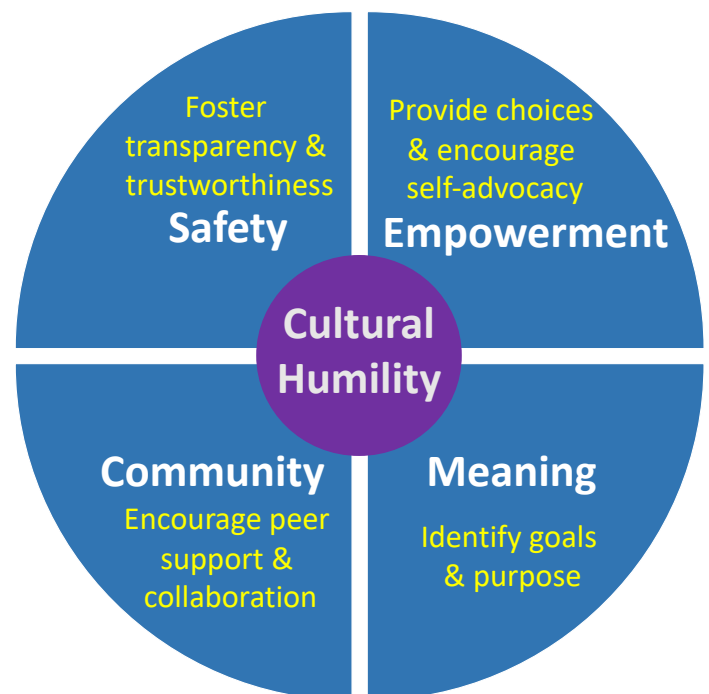 Foster
transparency &
trustworthiness
Safety
Provide choices
& encourage
self-advocacy
Empowerment
Cultural
Humility
Community
Encourage peer
support &
collaboration
Meaning
Identify goals
& purpose